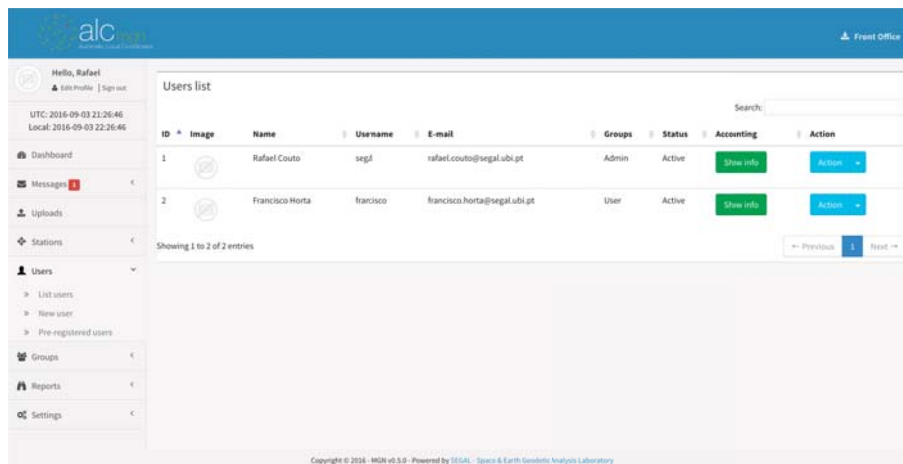 alc mgn
Front Office
Hello, Rafael
Edit Profile | Sign out
UTC: 2016-09-03 21:26:46
Local: 2016-09-03 22:26:46
Dashboard
Messages 1
Uploads
Stations
Users
List users
New user
Pre-registered users
Groups
Reports
Settings
Users list
Search:
ID Image Name Username E-mail Groups Status Accounting Action
1 Rafael Couto segal rafael.couto@segal.ubi.pt Admin Active Show info Action
2 Francisco Horta francisco francisco.horta@segal.ubi.pt User Active Show info Action
Showing 1 to 2 of 2 entries
← Previous 1 Next →
Copyright © 2016 - MGN v0.5.0 - Powered by SEGAL - Space & Earth Geodetic Analysis Laboratory